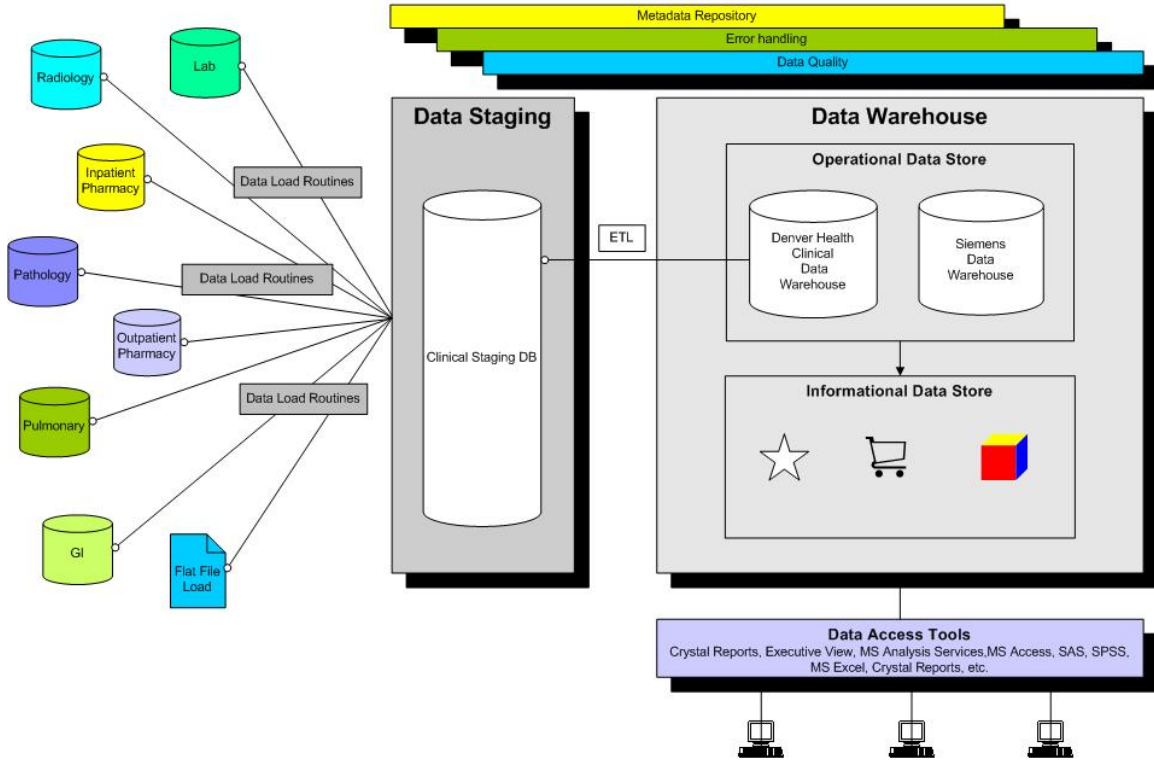 Metadata Repository
Error handling
Data Quality
Radiology
Lab
Inpatient
Pharmacy
Pathology
Outpatient
Pharmacy
Pulmonary
GI
Flat File
Load
Data Load Routines
Data Load Routines
Data Load Routines
Data Staging
Clinical Staging DB
ETL
Data Warehouse
Operational Data Store
Denver Health
Clinical
Data
Warehouse
Siemens
Data
Warehouse
Informational Data Store
Data Access Tools
Crystal Reports, Executive View, MS Analysis Services,MS Access, SAS, SPSS,
MS Excel, Crystal Reports, etc.